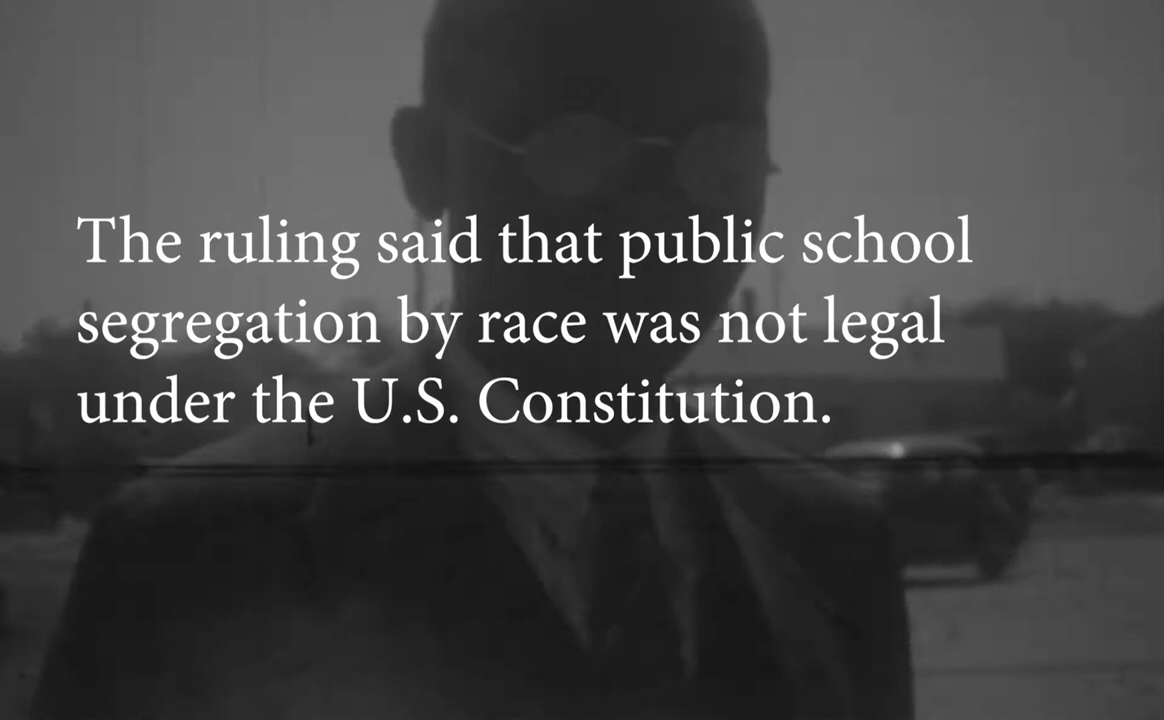 The ruling said that public school
segregation by race was not legal
under the U.S. Constitution.